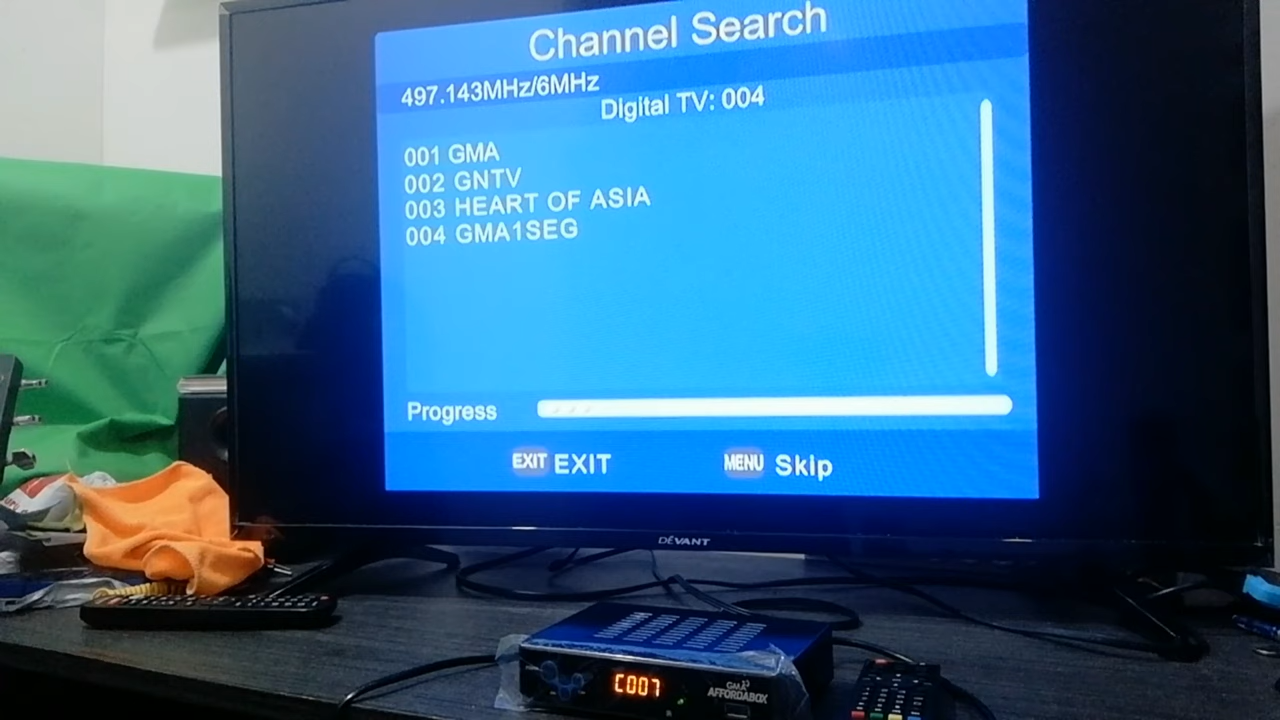 Channel Search
497.143MHz/6MHz
Digital TV: 004
001 GMA
002 GNTV
003 HEART OF ASIA
004 GMA1SEG
Progress
EXIT EXIT
MENU Skip
DEVANT
C007
GMA
AFFORDABOX